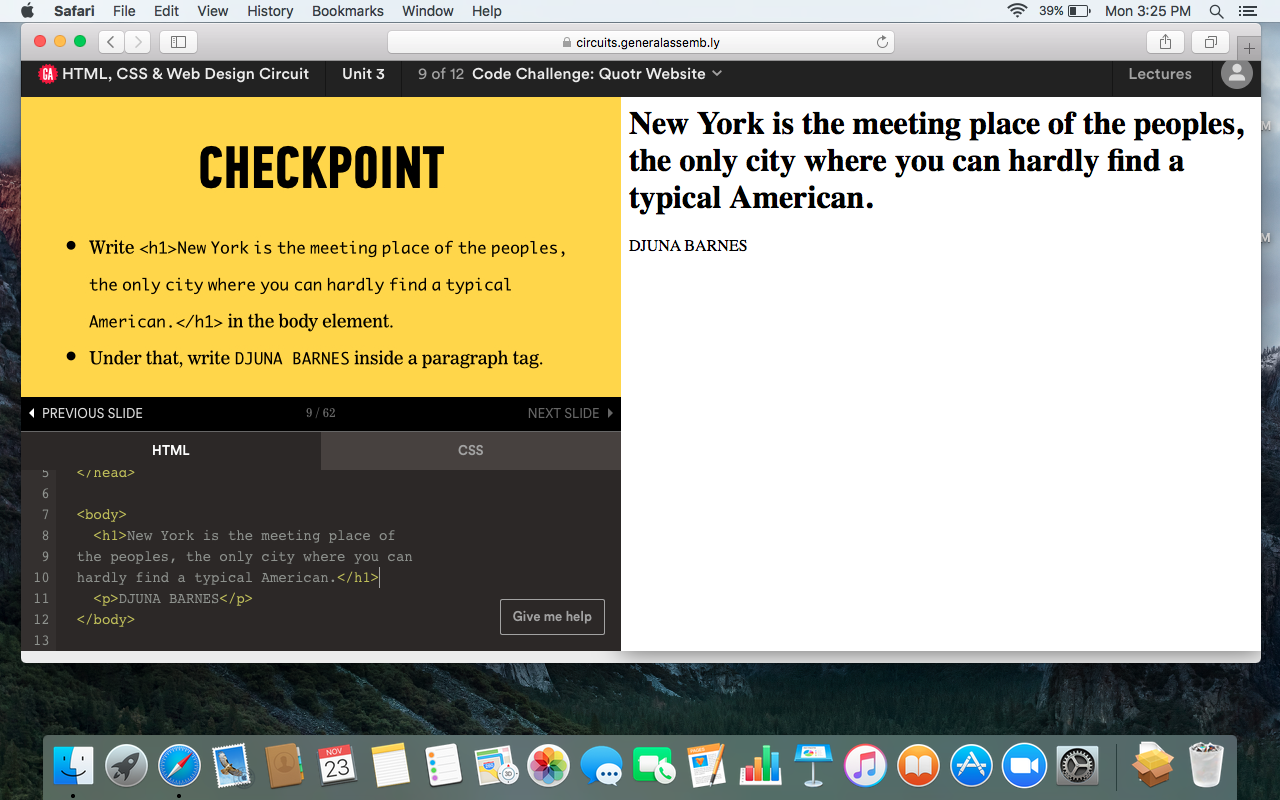 Safari File Edit View History Bookmarks Window Help 39% Mon 3:25 PM
circuits.generalassemb.ly
GA HTML, CSS & Web Design Circuit Unit 3 9 of 12 Code Challenge: Quotr Website Lectures
CHECKPOINT
• Write <h1>New York is the meeting place of the peoples,
the only city where you can hardly find a typical
American.</h1> in the body element.
• Under that, write DJUNA BARNES inside a paragraph tag.
PREVIOUS SLIDE 9 / 62 NEXT SLIDE
HTML CSS
5 </head>
6
7 <body>
8 <h1>New York is the meeting place of
9 the peoples, the only city where you can
10 hardly find a typical American.</h1>
11 <p>DJUNA BARNES</p>
12 </body>
13
Give me help
New York is the meeting place of the peoples,
the only city where you can hardly find a
typical American.
DJUNA BARNES
M
M
NOV
23
3D